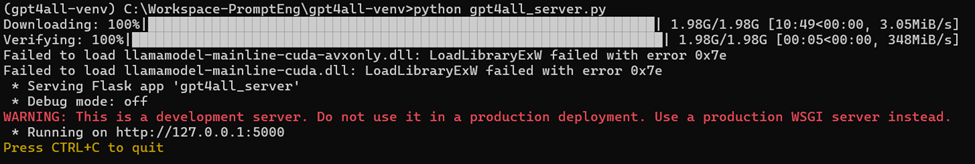 (gpt4all-venv) C:\Workspace-PromptEng\gpt4all-venv>python gpt4all_server.py
Downloading: 100%|| 1.98G/1.98G [10:49<00:00, 3.05MiB/s]
Verifying: 100%|| 1.98G/1.98G [00:05<00:00, 348MiB/s]
Failed to load llamamodel-mainline-cuda-avxonly.dll: LoadLibraryExW failed with error 0x7e
Failed to load llamamodel-mainline-cuda.dll: LoadLibraryExW failed with error 0x7e
 * Serving Flask app 'gpt4all_server'
 * Debug mode: off
WARNING: This is a development server. Do not use it in a production deployment. Use a production WSGI server instead.
 * Running on http://127.0.0.1:5000
Press CTRL+C to quit